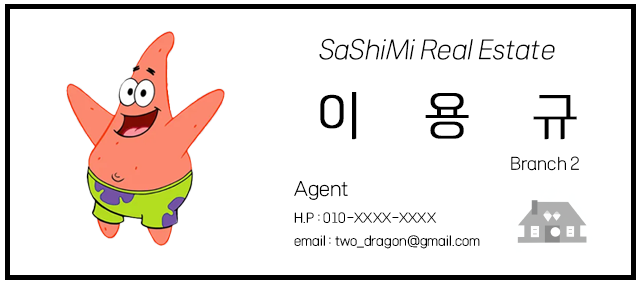 SaShiMi Real Estate
이 용 규
Branch 2
Agent
H.P : 010-XXXX-XXXX
email : two_dragon@gmail.com